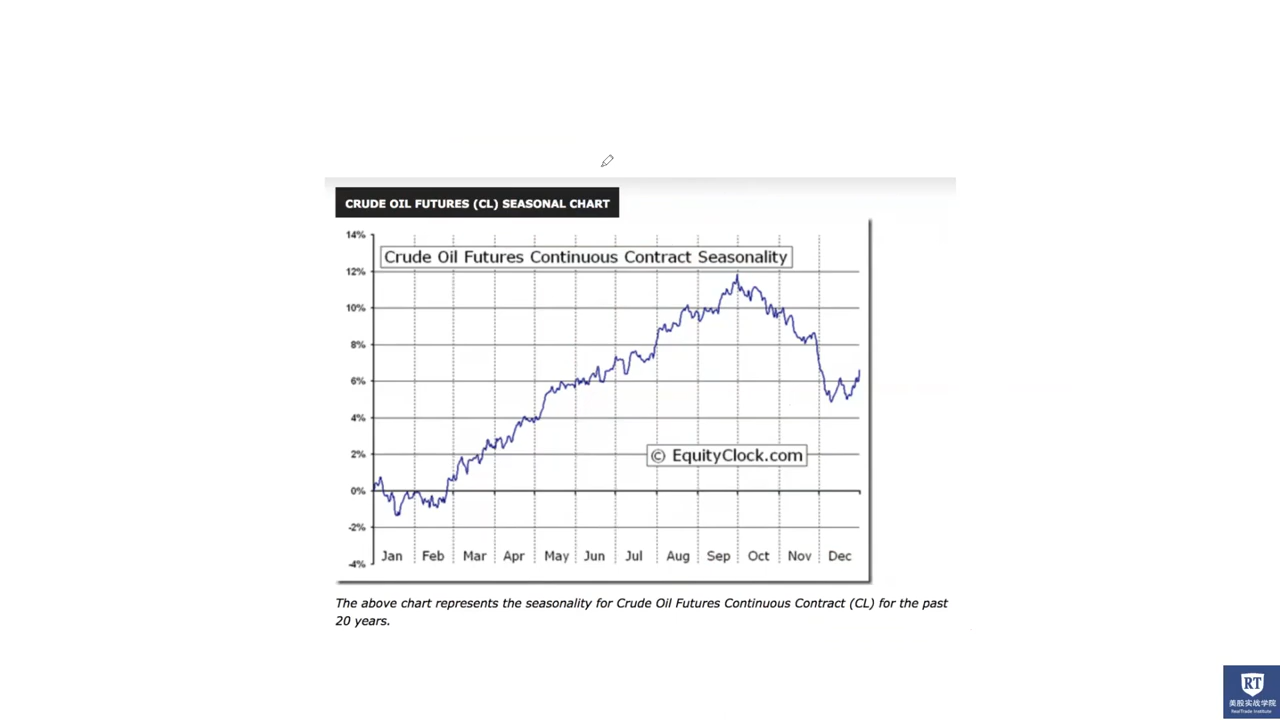 CRUDE OIL FUTURES (CL) SEASONAL CHART
Crude Oil Futures Continuous Contract Seasonality
14%
12%
10%
8%
6%
4%
2%
0%
-2%
-4%
© EquityClock.com
Jan Feb Mar Apr May Jun Jul Aug Sep Oct Nov Dec
The above chart represents the seasonality for Crude Oil Futures Continuous Contract (CL) for the past
20 years.
RT
美股实战学院
RealTrade Institute